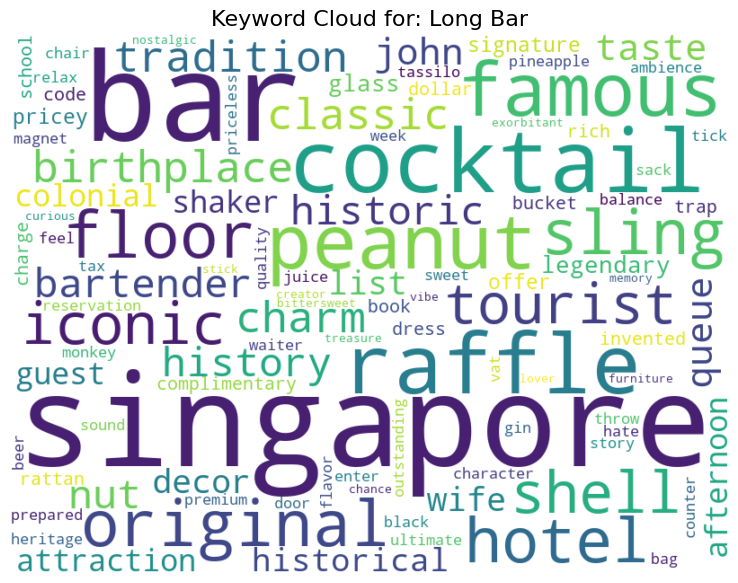 Keyword Cloud for: Long Bar
school chair nostalgic tradition john signature taste
relax bar priceless glass tassilo pineapple ambience
code classic dollar famous
pricey magnet week exorbitant rich tick
birthplace cocktail sack
colonial shaker historic bucket balance trap
curious floor peanut sling
charge feel quality legendary
tax stick juice list sweet offer memory
bartender creator book vibe tourist queue
reservation bittersweet charm dress
iconic treasure invented
monkey history waiter raffle
guest complimentary vat lover furniture
singapore
sound outstanding gin throw hate story
beer rattan decor enter flavor character afternoon
nut premium door chance wife shell counter
prepared original black hotel
heritage ultimate
attraction historical bag